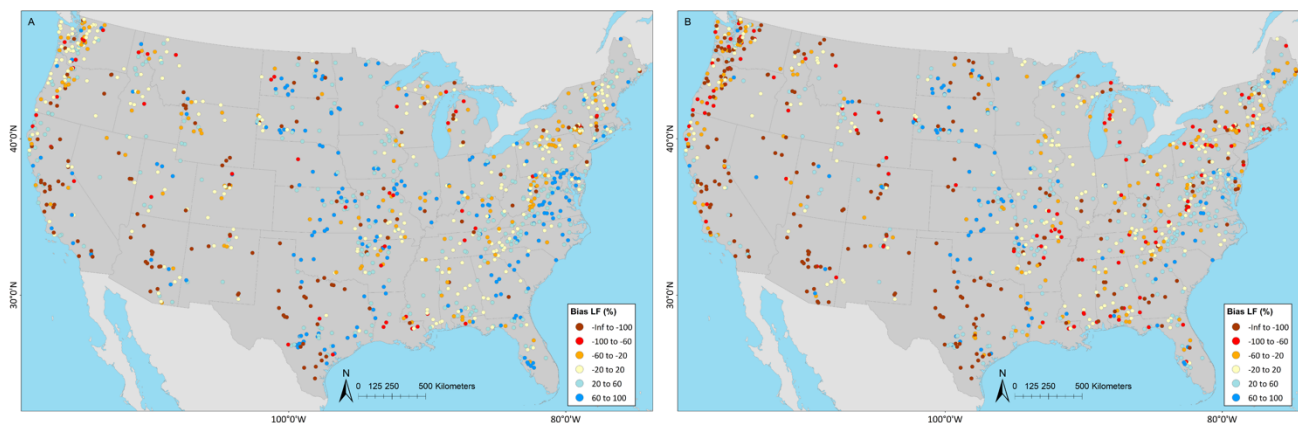 A
40°0'N
30°0'N
100°0'W
80°0'W
N
0 125 250 500 Kilometers
Bias LF (%)
-Inf to -100
-100 to -60
-60 to -20
-20 to 20
20 to 60
60 to 100
B
40°0'N
30°0'N
100°0'W
80°0'W
N
0 125 250 500 Kilometers
Bias LF (%)
-Inf to -100
-100 to -60
-60 to -20
-20 to 20
20 to 60
60 to 100